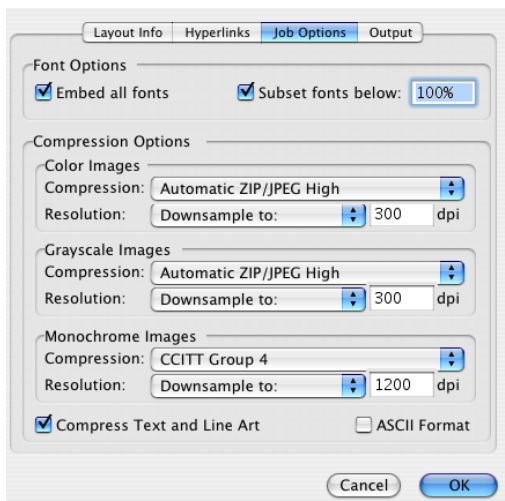 Layout Info Hyperlinks Job Options Output
Font Options
Embed all fonts Subset fonts below: 100%
Compression Options
Color Images
Compression: Automatic ZIP/JPEG High
Resolution: Downsample to: 300 dpi
Grayscale Images
Compression: Automatic ZIP/JPEG High
Resolution: Downsample to: 300 dpi
Monochrome Images
Compression: CCITT Group 4
Resolution: Downsample to: 1200 dpi
Compress Text and Line Art ASCII Format
Cancel OK